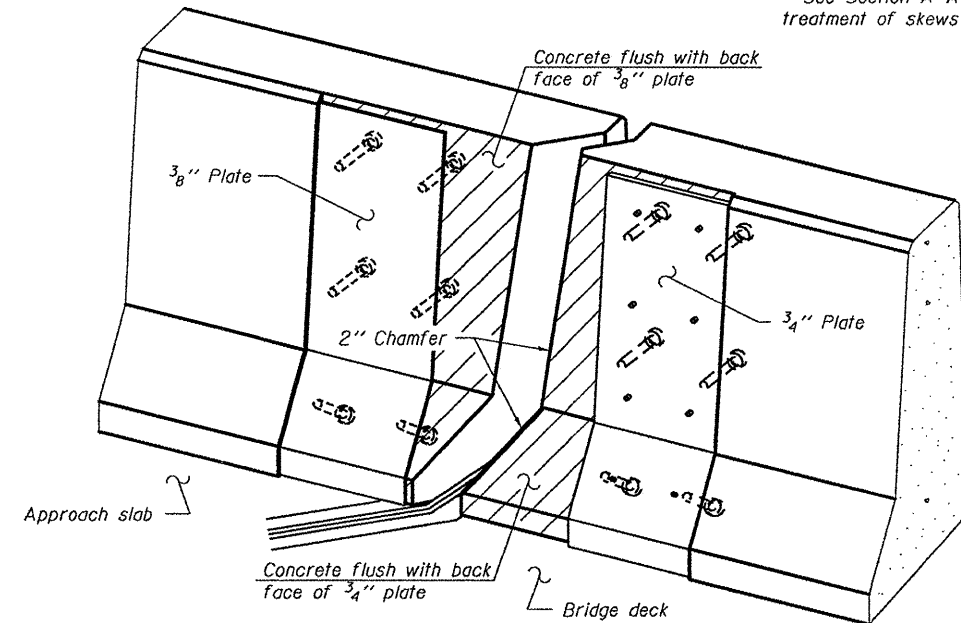 treatment of skews
Concrete flush with back
face of 3/8" plate
3/8" Plate
2" Chamfer
3/4" Plate
Approach slab
Concrete flush with back
face of 3/4" plate
Bridge deck